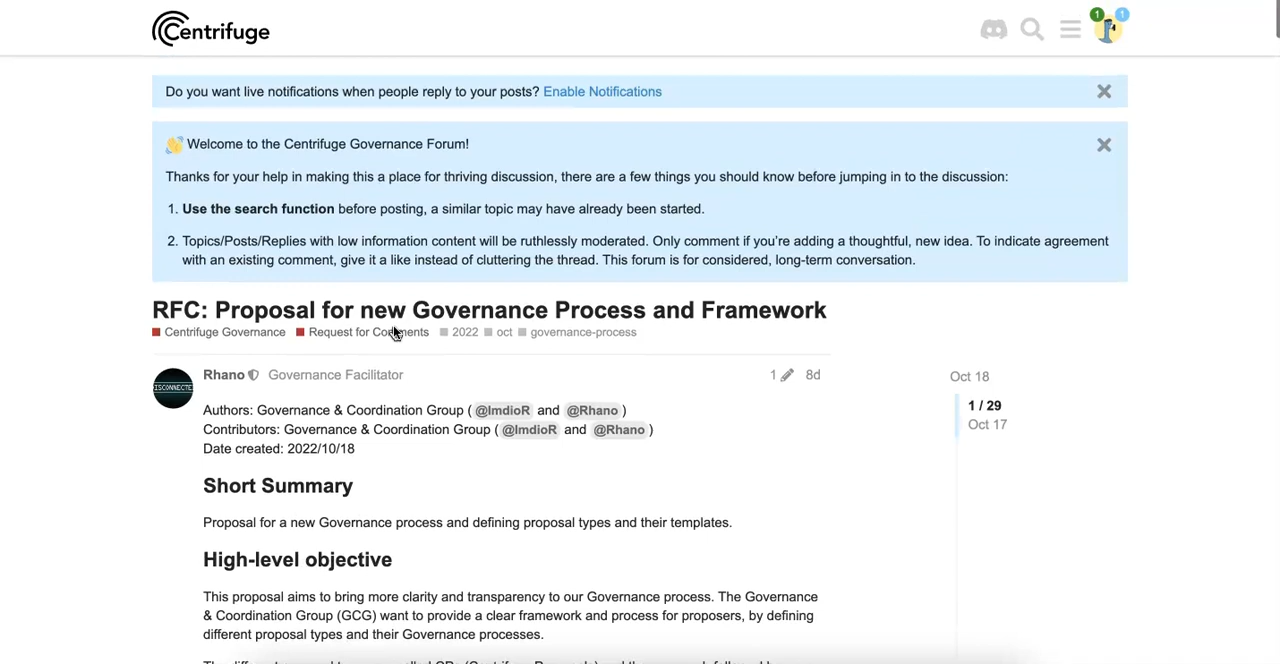 Centrifuge
1 1
Do you want live notifications when people reply to your posts? Enable Notifications
Welcome to the Centrifuge Governance Forum!
Thanks for your help in making this a place for thriving discussion, there are a few things you should know before jumping in to the discussion:
1. Use the search function before posting, a similar topic may have already been started.
2. Topics/Posts/Replies with low information content will be ruthlessly moderated. Only comment if you're adding a thoughtful, new idea. To indicate agreement
with an existing comment, give it a like instead of cluttering the thread. This forum is for considered, long-term conversation.
RFC: Proposal for new Governance Process and Framework
Centrifuge Governance Request for Comments 2022 oct governance-process
Rhano Governance Facilitator 1 8d
Oct 18
1 / 29
Oct 17
Authors: Governance & Coordination Group ( @ImdioR and @Rhano )
Contributors: Governance & Coordination Group ( @ImdioR and @Rhano )
Date created: 2022/10/18
Short Summary
Proposal for a new Governance process and defining proposal types and their templates.
High-level objective
This proposal aims to bring more clarity and transparency to our Governance process. The Governance
& Coordination Group (GCG) want to provide a clear framework and process for proposers, by defining
different proposal types and their Governance processes.